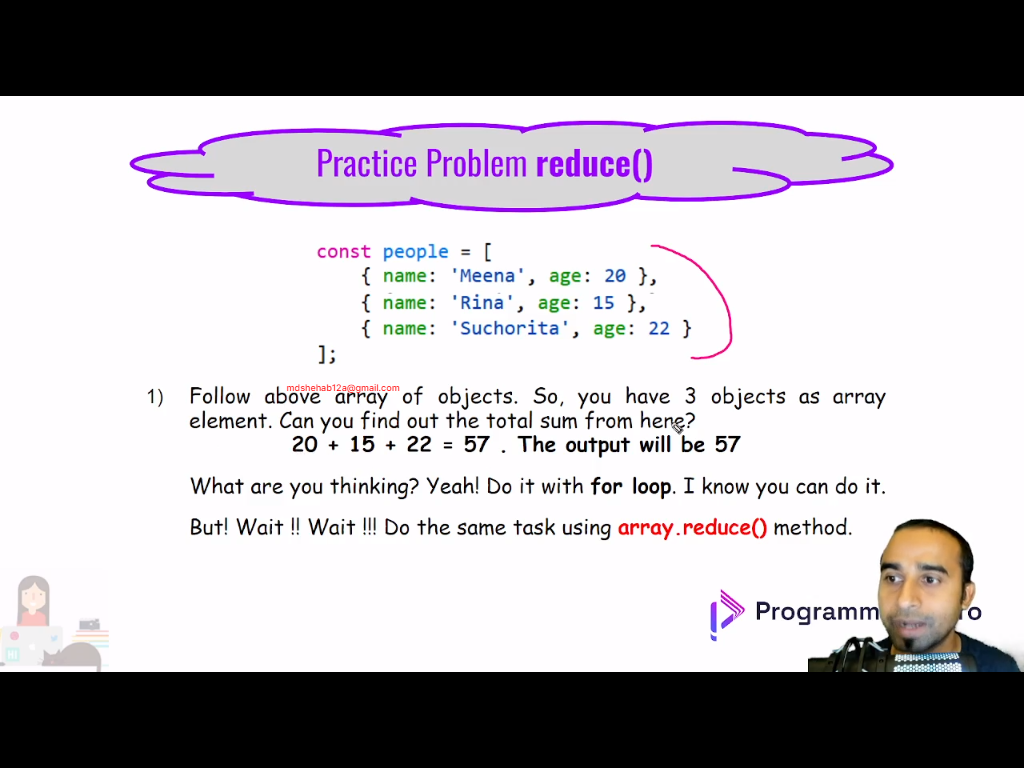 Practice Problem reduce()
const people = [
{ name: 'Meena', age: 20 },
{ name: 'Rina', age: 15 },
{ name: 'Suchorita', age: 22 }
];
mdshehab12a@gmail.com
1) Follow above array of objects. So, you have 3 objects as array
element. Can you find out the total sum from here?
20 + 15 + 22 = 57 . The output will be 57
What are you thinking? Yeah! Do it with for loop. I know you can do it.
But! Wait !! Wait !!! Do the same task using array.reduce() method.